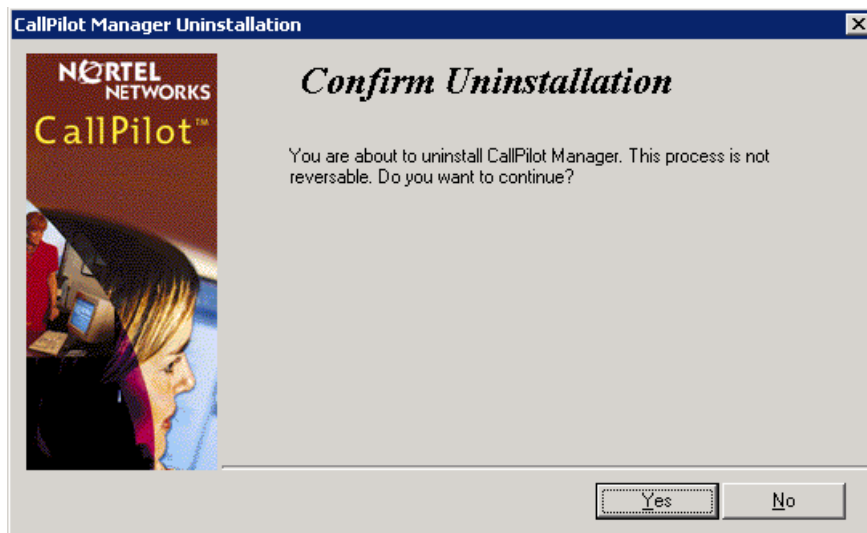 CallPilot Manager Uninstallation
NORTEL
NETWORKS
CallPilot™
Confirm Uninstallation
You are about to uninstall CallPilot Manager. This process is not
reversable. Do you want to continue?
Yes
No